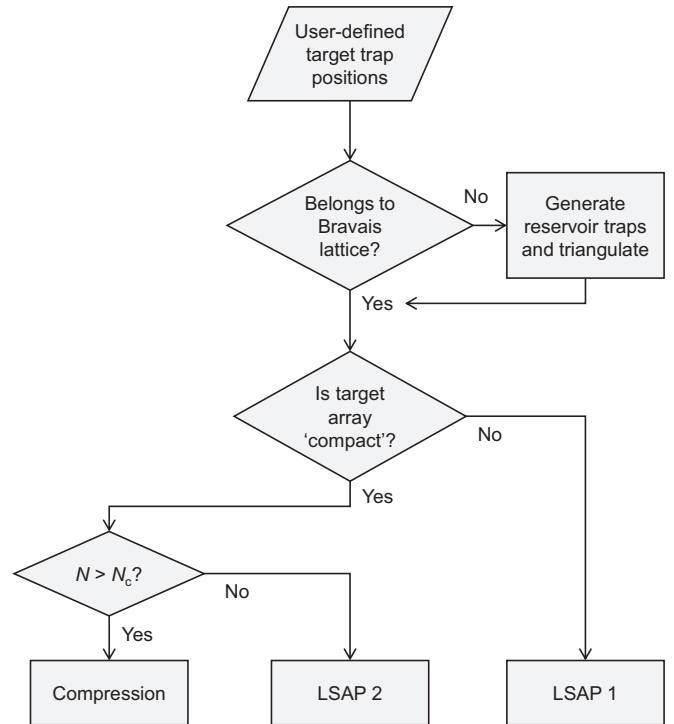 User-defined
target trap
positions
Belongs to
Bravais
lattice?
No
Generate
reservoir traps
and triangulate
Yes
Is target
array
‘compact’?
No
Yes
N > Nc?
No
Yes
Compression
LSAP 2
LSAP 1